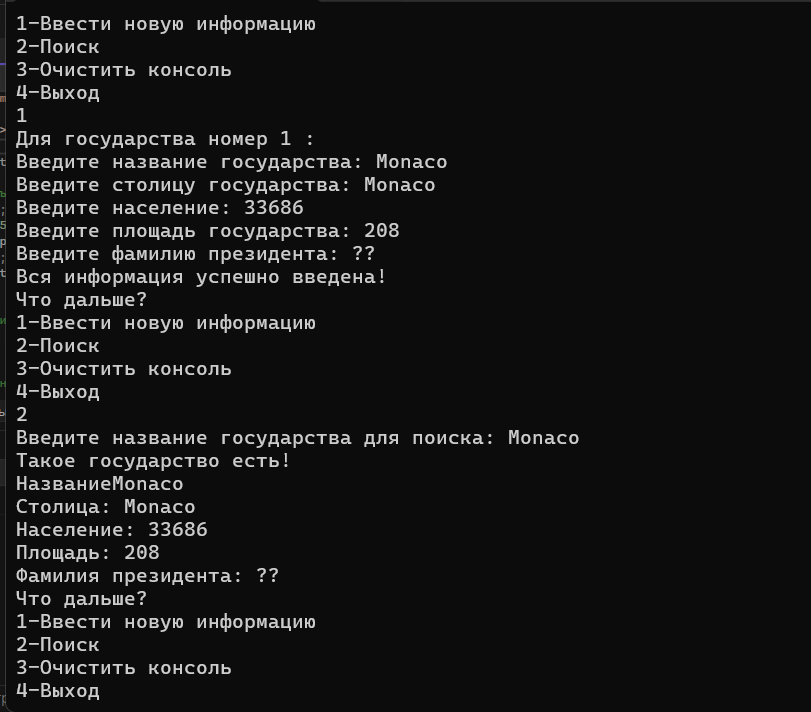 1-Ввести новую информацию
2-Поиск
3-Очистить консоль
4-Выход
1
Для государства номер 1 :
Введите название государства: Monaco
Введите столицу государства: Monaco
Введите население: 33686
Введите площадь государства: 208
Введите фамилию президента: ??
Вся информация успешно введена!
Что дальше?
1-Ввести новую информацию
2-Поиск
3-Очистить консоль
4-Выход
2
Введите название государства для поиска: Monaco
Такое государство есть!
НазваниеMonaco
Столица: Monaco
Население: 33686
Площадь: 208
Фамилия президента: ??
Что дальше?
1-Ввести новую информацию
2-Поиск
3-Очистить консоль
4-Выход